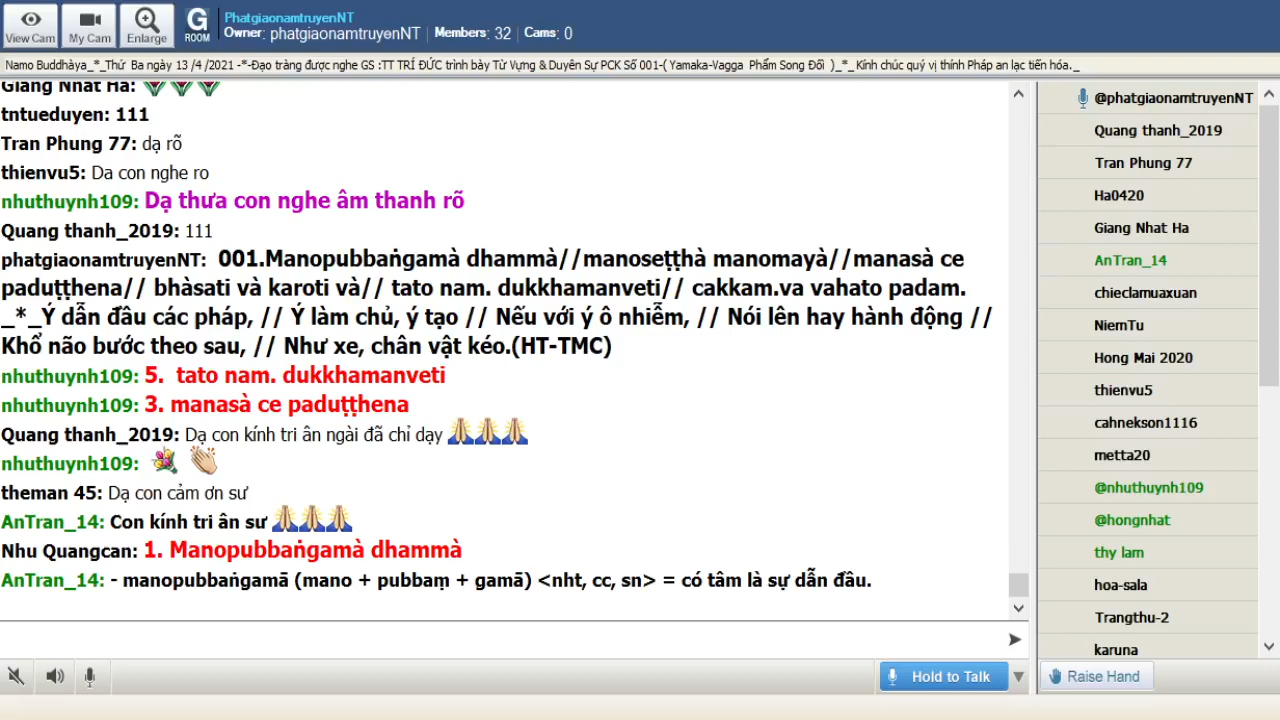 View Cam
My Cam
Enlarge
G
ROOM
PhatgiaonamtruyenNT
Owner: phatgiaonamtruyenNT | Members: 32 | Cams: 0
Namo Buddhàya_*_Thứ Ba ngày 13 /4 /2021 -*-Đạo tràng được nghe GS :TT TRÍ ĐỨC trình bày Từ Vựng & Duyên Sự PCK Số 001-( Yamaka-Vagga Phẩm Song Đối )_*_ Kính chúc quý vị thính Pháp an lạc tiến hóa._
Giang Nhat Ha:
tntueduyen: 111
Tran Phung 77: dạ rõ
thienvu5: Da con nghe ro
nhuthuynh109: Dạ thưa con nghe âm thanh rõ
Quang thanh_2019: 111
phatgiaonamtruyenNT: 001.Manopubbaṅgamà dhammà//manoseṭṭhà manomayà//manasà ce
paduṭṭhena// bhàsati và karoti và// tato nam. dukkhamanveti// cakkam.va vahato padam.
_*_Ý dẫn đầu các pháp, // Ý làm chủ, ý tạo // Nếu với ý ô nhiễm, // Nói lên hay hành động //
Khổ não bước theo sau, // Như xe, chân vật kéo.(HT-TMC)
nhuthuynh109: 5. tato nam. dukkhamanveti
nhuthuynh109: 3. manasà ce paduṭṭhena
Quang thanh_2019: Dạ con kính tri ân ngài đã chỉ dạy
nhuthuynh109:
theman 45: Dạ con cảm ơn sư
AnTran_14: Con kính tri ân sư
Nhu Quangcan: 1. Manopubbaṅgamà dhammà
AnTran_14: - manopubbaṅgamā (mano + pubbaṃ + gamā) <nht, cc, sn> = có tâm là sự dẫn đầu.
Hold to Talk
@phatgiaonamtruyenNT
Quang thanh_2019
Tran Phung 77
Ha0420
Giang Nhat Ha
AnTran_14
chieclamuaxuan
NiemTu
Hong Mai 2020
thienvu5
cahnekson1116
metta20
@nhuthuynh109
@hongnhat
thy lam
hoa-sala
Trangthu-2
karuna
Raise Hand